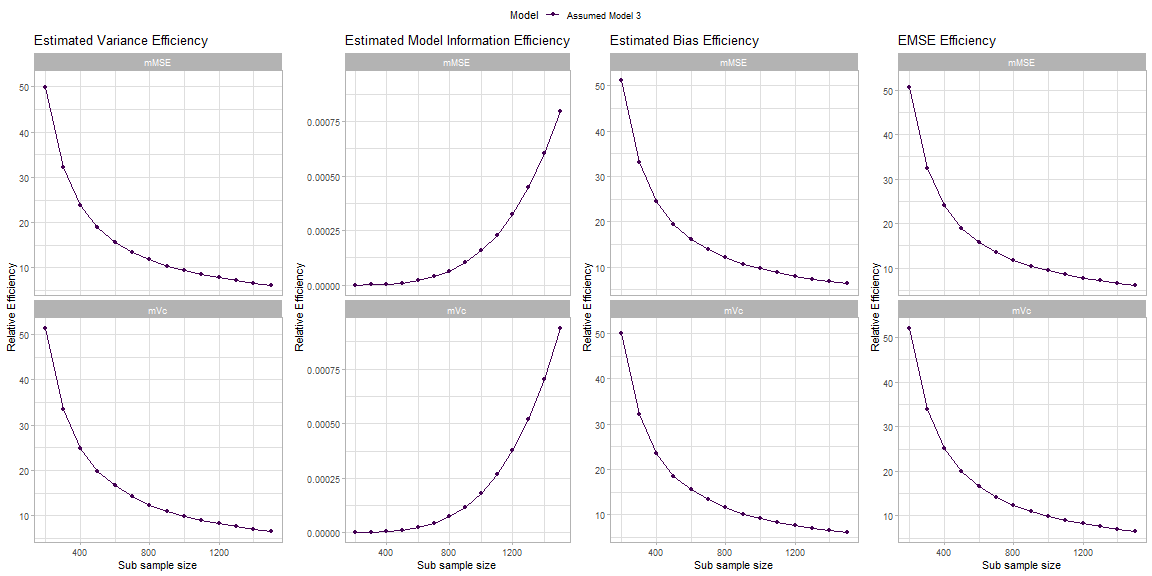 Model Assumed Model 3
Estimated Variance Efficiency
mMSE
50
40
30
20
10
mVc
50
40
30
20
10
Relative Efficiency
400 800 1200
Sub sample size
Estimated Model Information Efficiency
mMSE
0.00075
0.00050
0.00025
0.00000
mVc
0.00075
0.00050
0.00025
0.00000
Relative Efficiency
400 800 1200
Sub sample size
Estimated Bias Efficiency
mMSE
50
40
30
20
10
mVc
50
40
30
20
10
Relative Efficiency
400 800 1200
Sub sample size
EMSE Efficiency
mMSE
50
40
30
20
10
mVc
50
40
30
20
10
Relative Efficiency
400 800 1200
Sub sample size